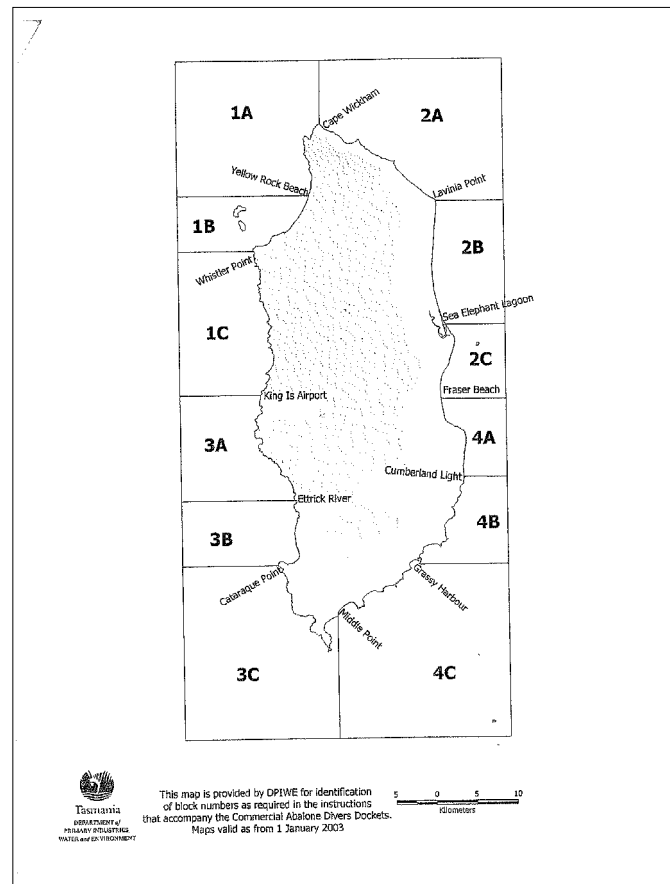 1A
2A
Cape Wickham
Yellow Rock Beach
Lavinia Point
1B
2B
Whistler Point
Sea Elephant Lagoon
1C
2C
Fraser Beach
King Is Airport
3A
4A
Cumberland Light
Ettrick River
3B
4B
Cataraque Point
Grassy Harbour
Middle Point
3C
4C
Tasmania
DEPARTMENT of
PRIMARY INDUSTRIES,
WATER and ENVIRONMENT
This map is provided by DPIWE for identification
of block numbers as required in the instructions
that accompany the Commercial Abalone Divers Dockets.
Maps valid as from 1 January 2003
5 0 5 10
Kilometers